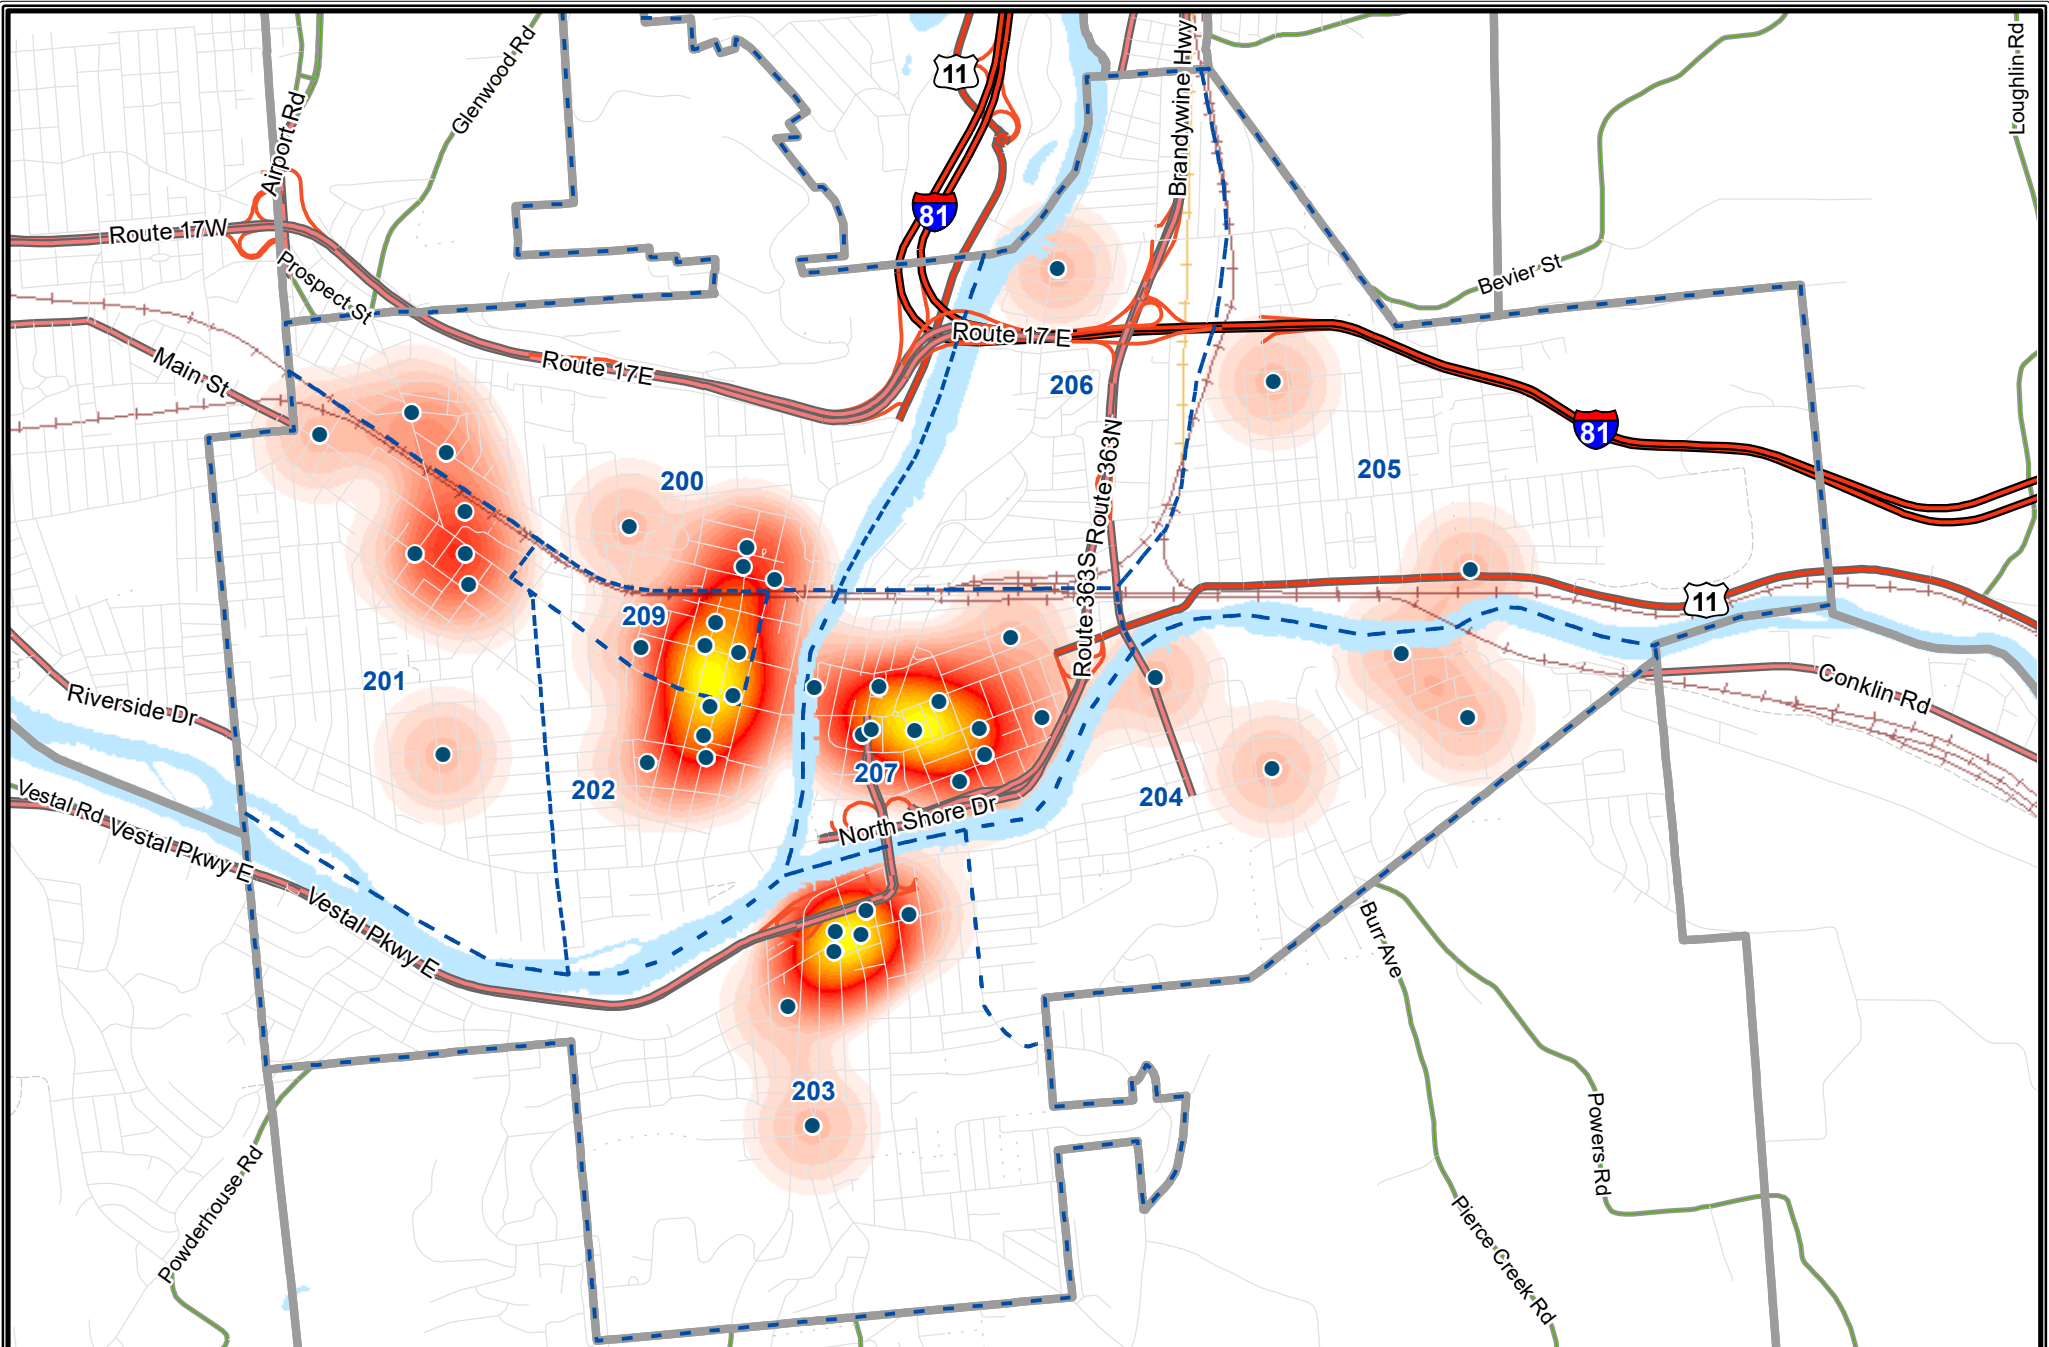 11
Brandywine Hwy
Loughlin Rd
Glenwood Rd
Airport Rd
81
Route 17W
Prospect St
Bevier St
Route 17 E
Main St
Route 17E
206
81
205
200
Route 363N
Route 363S
11
209
201
Conklin Rd
Riverside Dr
207
202
204
Vestal Rd
North Shore Dr
Vestal Pkwy E
Vestal Pkwy E
Burr Ave
203
Powers Rd
Powderhouse Rd
Pierce Creek Rd